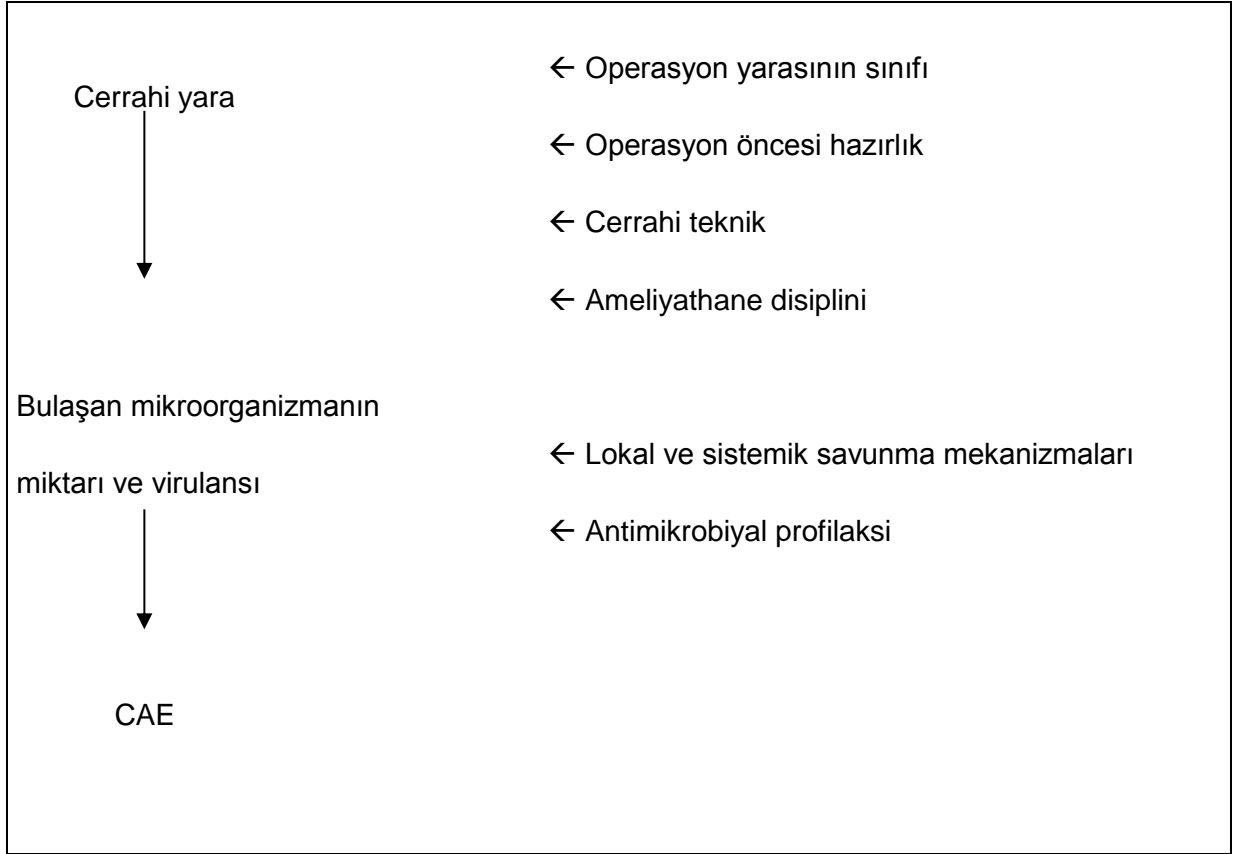 ← Operasyon yarasının sınıfı
Cerrahi yara
← Operasyon öncesi hazırlık
← Cerrahi teknik
← Ameliyathane disiplini
Bulaşan mikroorganizmanın
← Lokal ve sistemik savunma mekanizmaları
miktarı ve virulansı
← Antimikrobiyal profilaksi
CAE